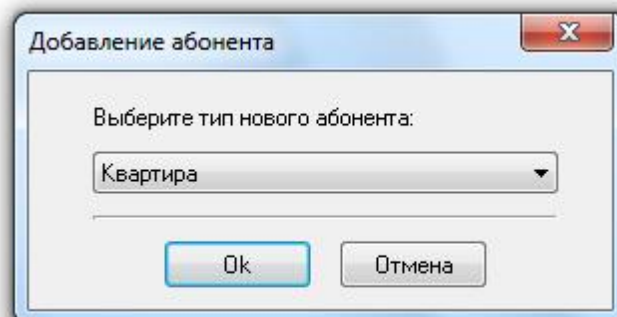 Добавление абонента
Выберите тип нового абонента:
Квартира
Ok Отмена